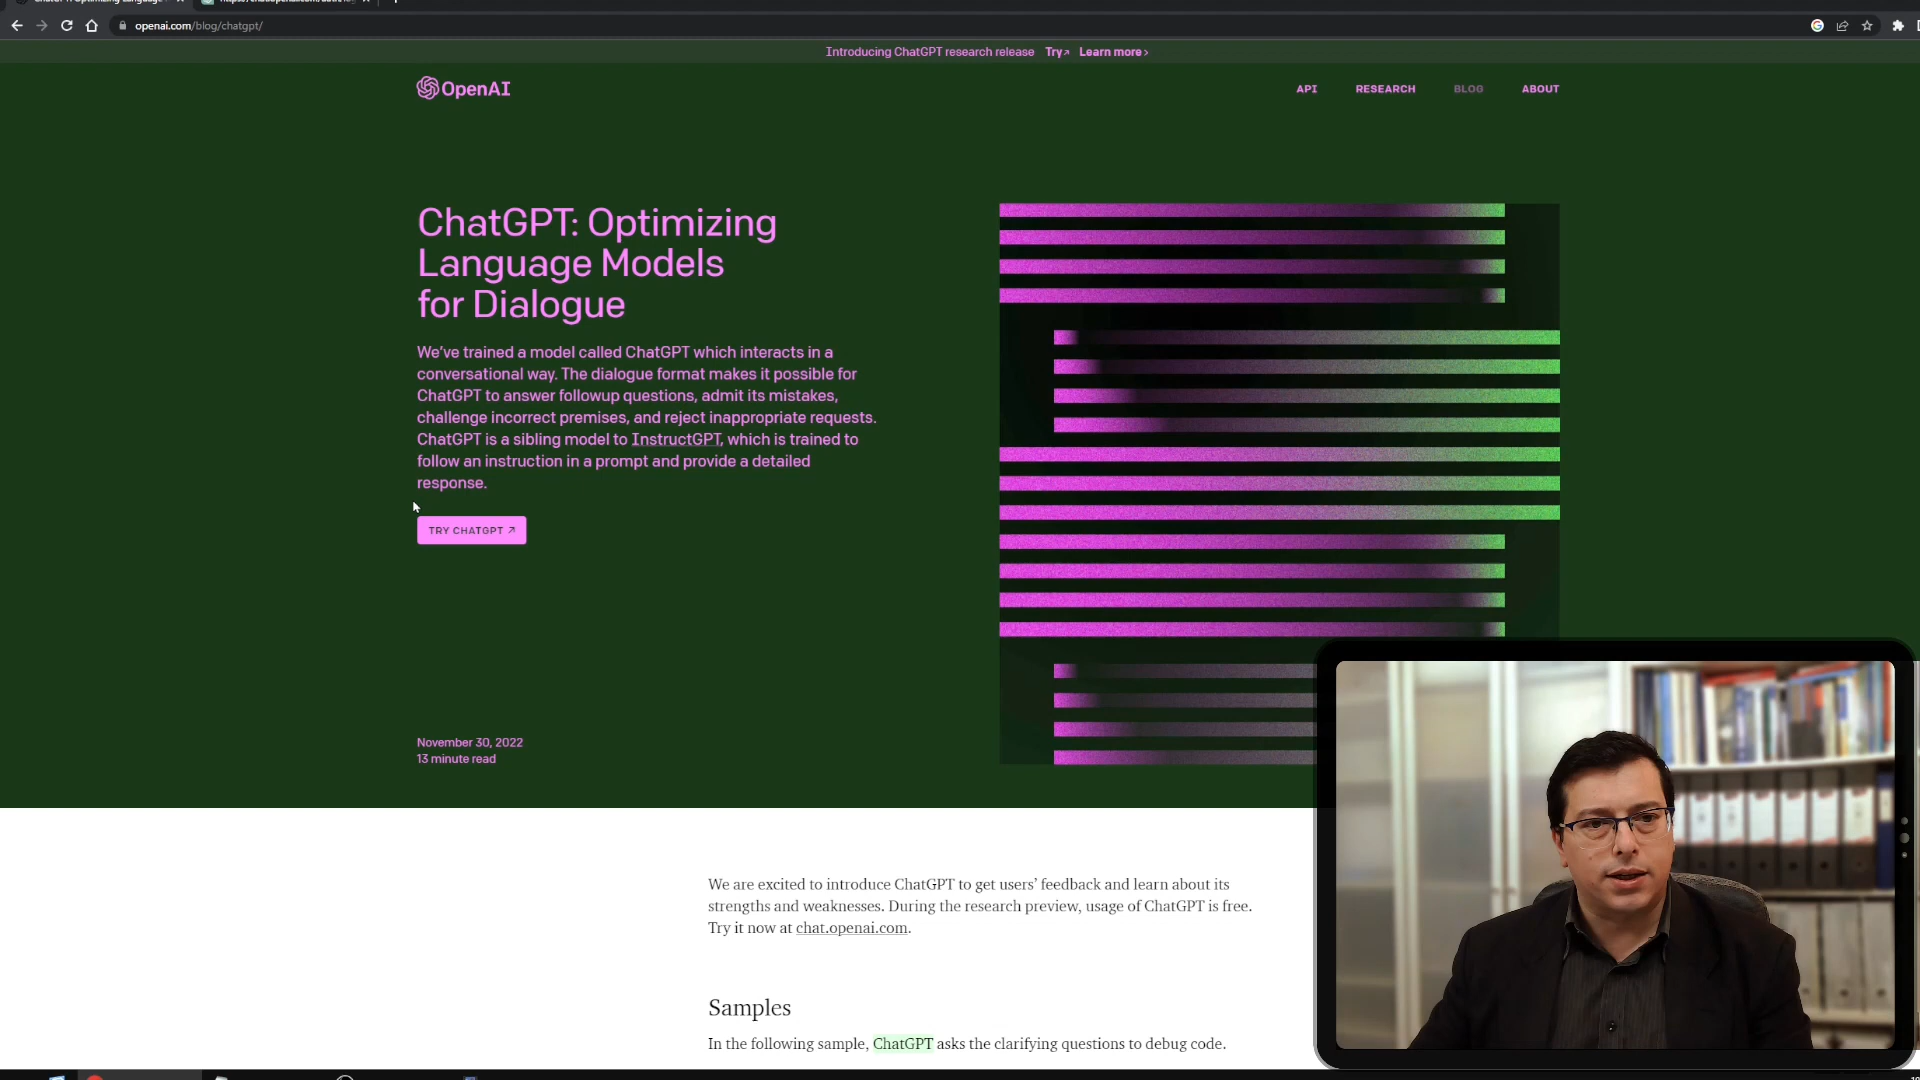 openai.com/blog/chatgpt/
Introducing ChatGPT research release Try↗ Learn more ›
OpenAI
API RESEARCH BLOG ABOUT
ChatGPT: Optimizing
Language Models
for Dialogue
We’ve trained a model called ChatGPT which interacts in a
conversational way. The dialogue format makes it possible for
ChatGPT to answer followup questions, admit its mistakes,
challenge incorrect premises, and reject inappropriate requests.
ChatGPT is a sibling model to InstructGPT, which is trained to
follow an instruction in a prompt and provide a detailed
response.
TRY CHATGPT ↗
November 30, 2022
13 minute read
We are excited to introduce ChatGPT to get users’ feedback and learn about its
strengths and weaknesses. During the research preview, usage of ChatGPT is free.
Try it now at chat.openai.com.
Samples
In the following sample, ChatGPT asks the clarifying questions to debug code.